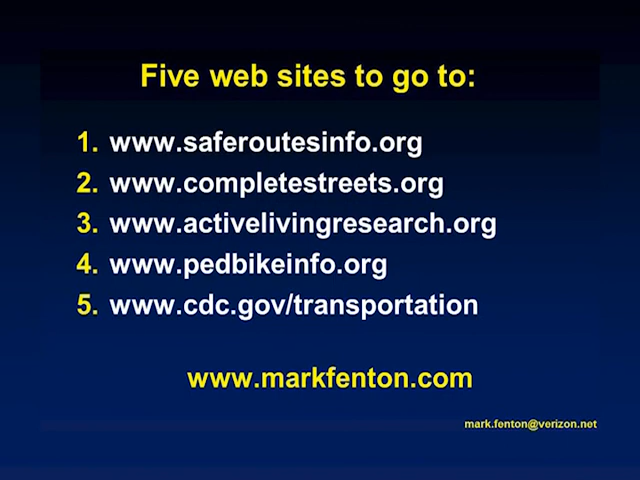 Five web sites to go to:
1. www.saferoutesinfo.org
2. www.completestreets.org
3. www.activelivingresearch.org
4. www.pedbikeinfo.org
5. www.cdc.gov/transportation
www.markfenton.com
mark.fenton@verizon.net